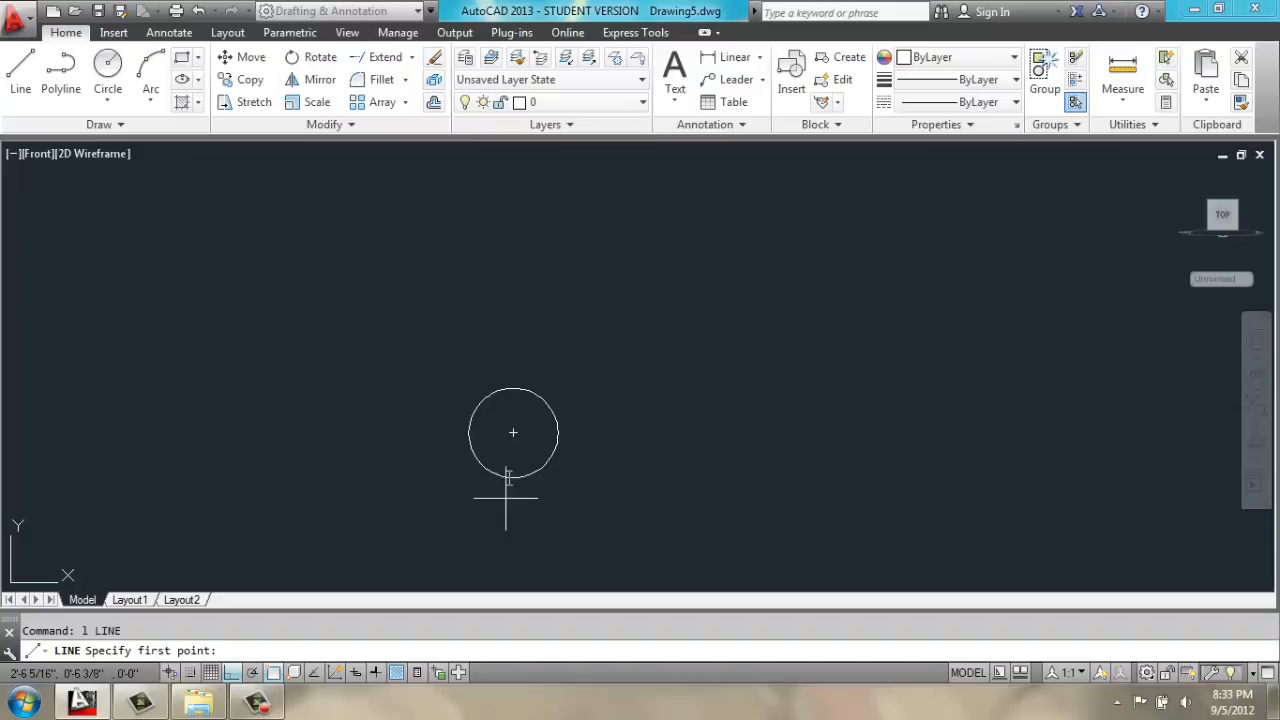 Drafting & Annotation
AutoCAD 2013 - STUDENT VERSION Drawing5.dwg
Type a keyword or phrase
Sign In
Home Insert Annotate Layout Parametric View Manage Output Plug-ins Online Express Tools
Line Polyline Circle Arc
Move Rotate Extend
Copy Mirror Fillet
Stretch Scale Array
Unsaved Layer State
0
Text
Linear
Leader
Table
Insert
Create
Edit
ByLayer
ByLayer
ByLayer
Group
Measure
Paste
Draw Modify Layers Annotation Block Properties Groups Utilities Clipboard
[−][Front][2D Wireframe]
TOP
Unnamed
Y
X
Model Layout1 Layout2
Command: l LINE
LINE Specify first point:
2'-6 5/16", 0'-6 3/8" ,0'-0"
MODEL
1:1
8:33 PM
9/5/2012